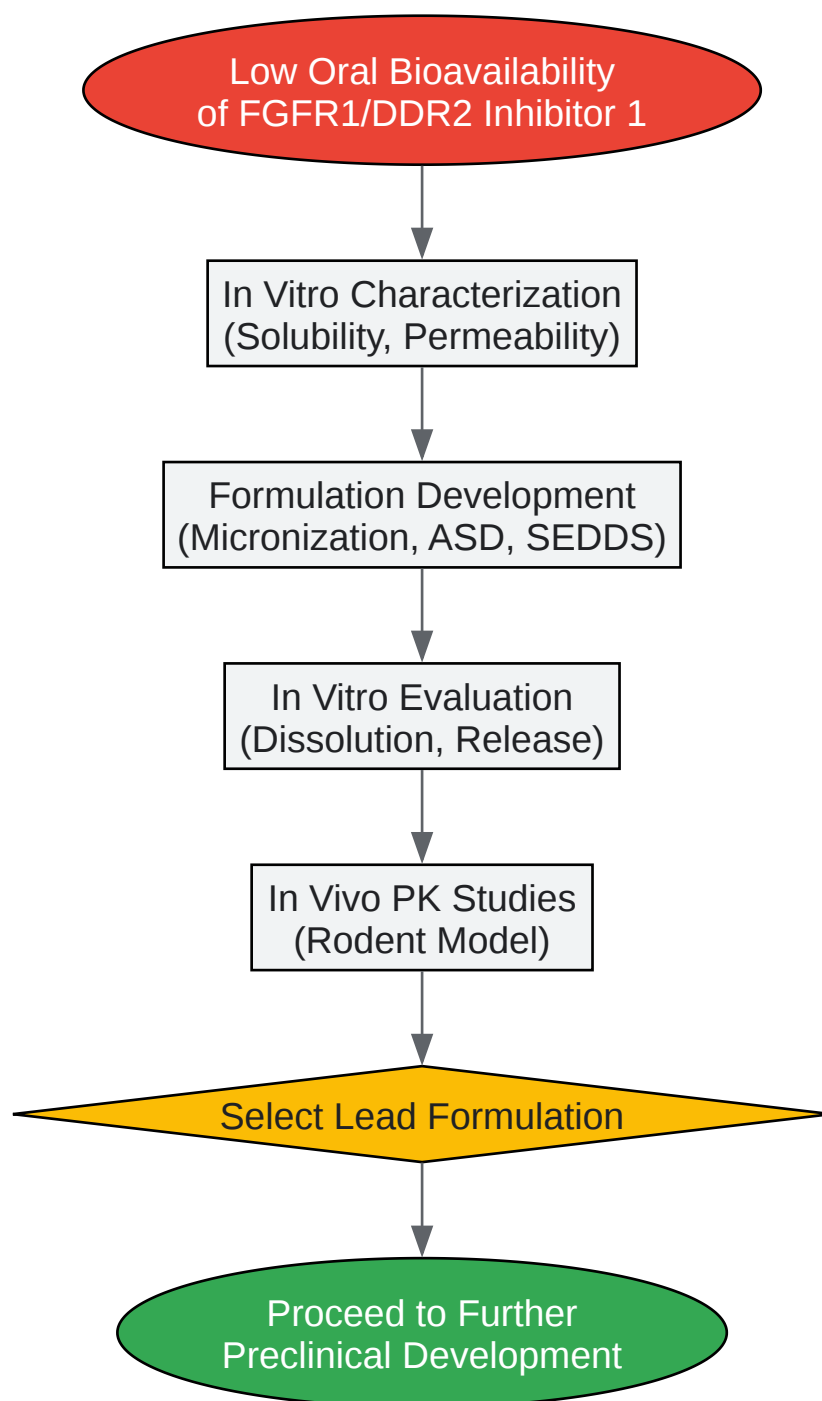 Low Oral Bioavailability
of FGFR1/DDR2 Inhibitor 1
In Vitro Characterization
(Solubility, Permeability)
Formulation Development
(Micronization, ASD, SEDDS)
In Vitro Evaluation
(Dissolution, Release)
In Vivo PK Studies
(Rodent Model)
Select Lead Formulation
Proceed to Further
Preclinical Development